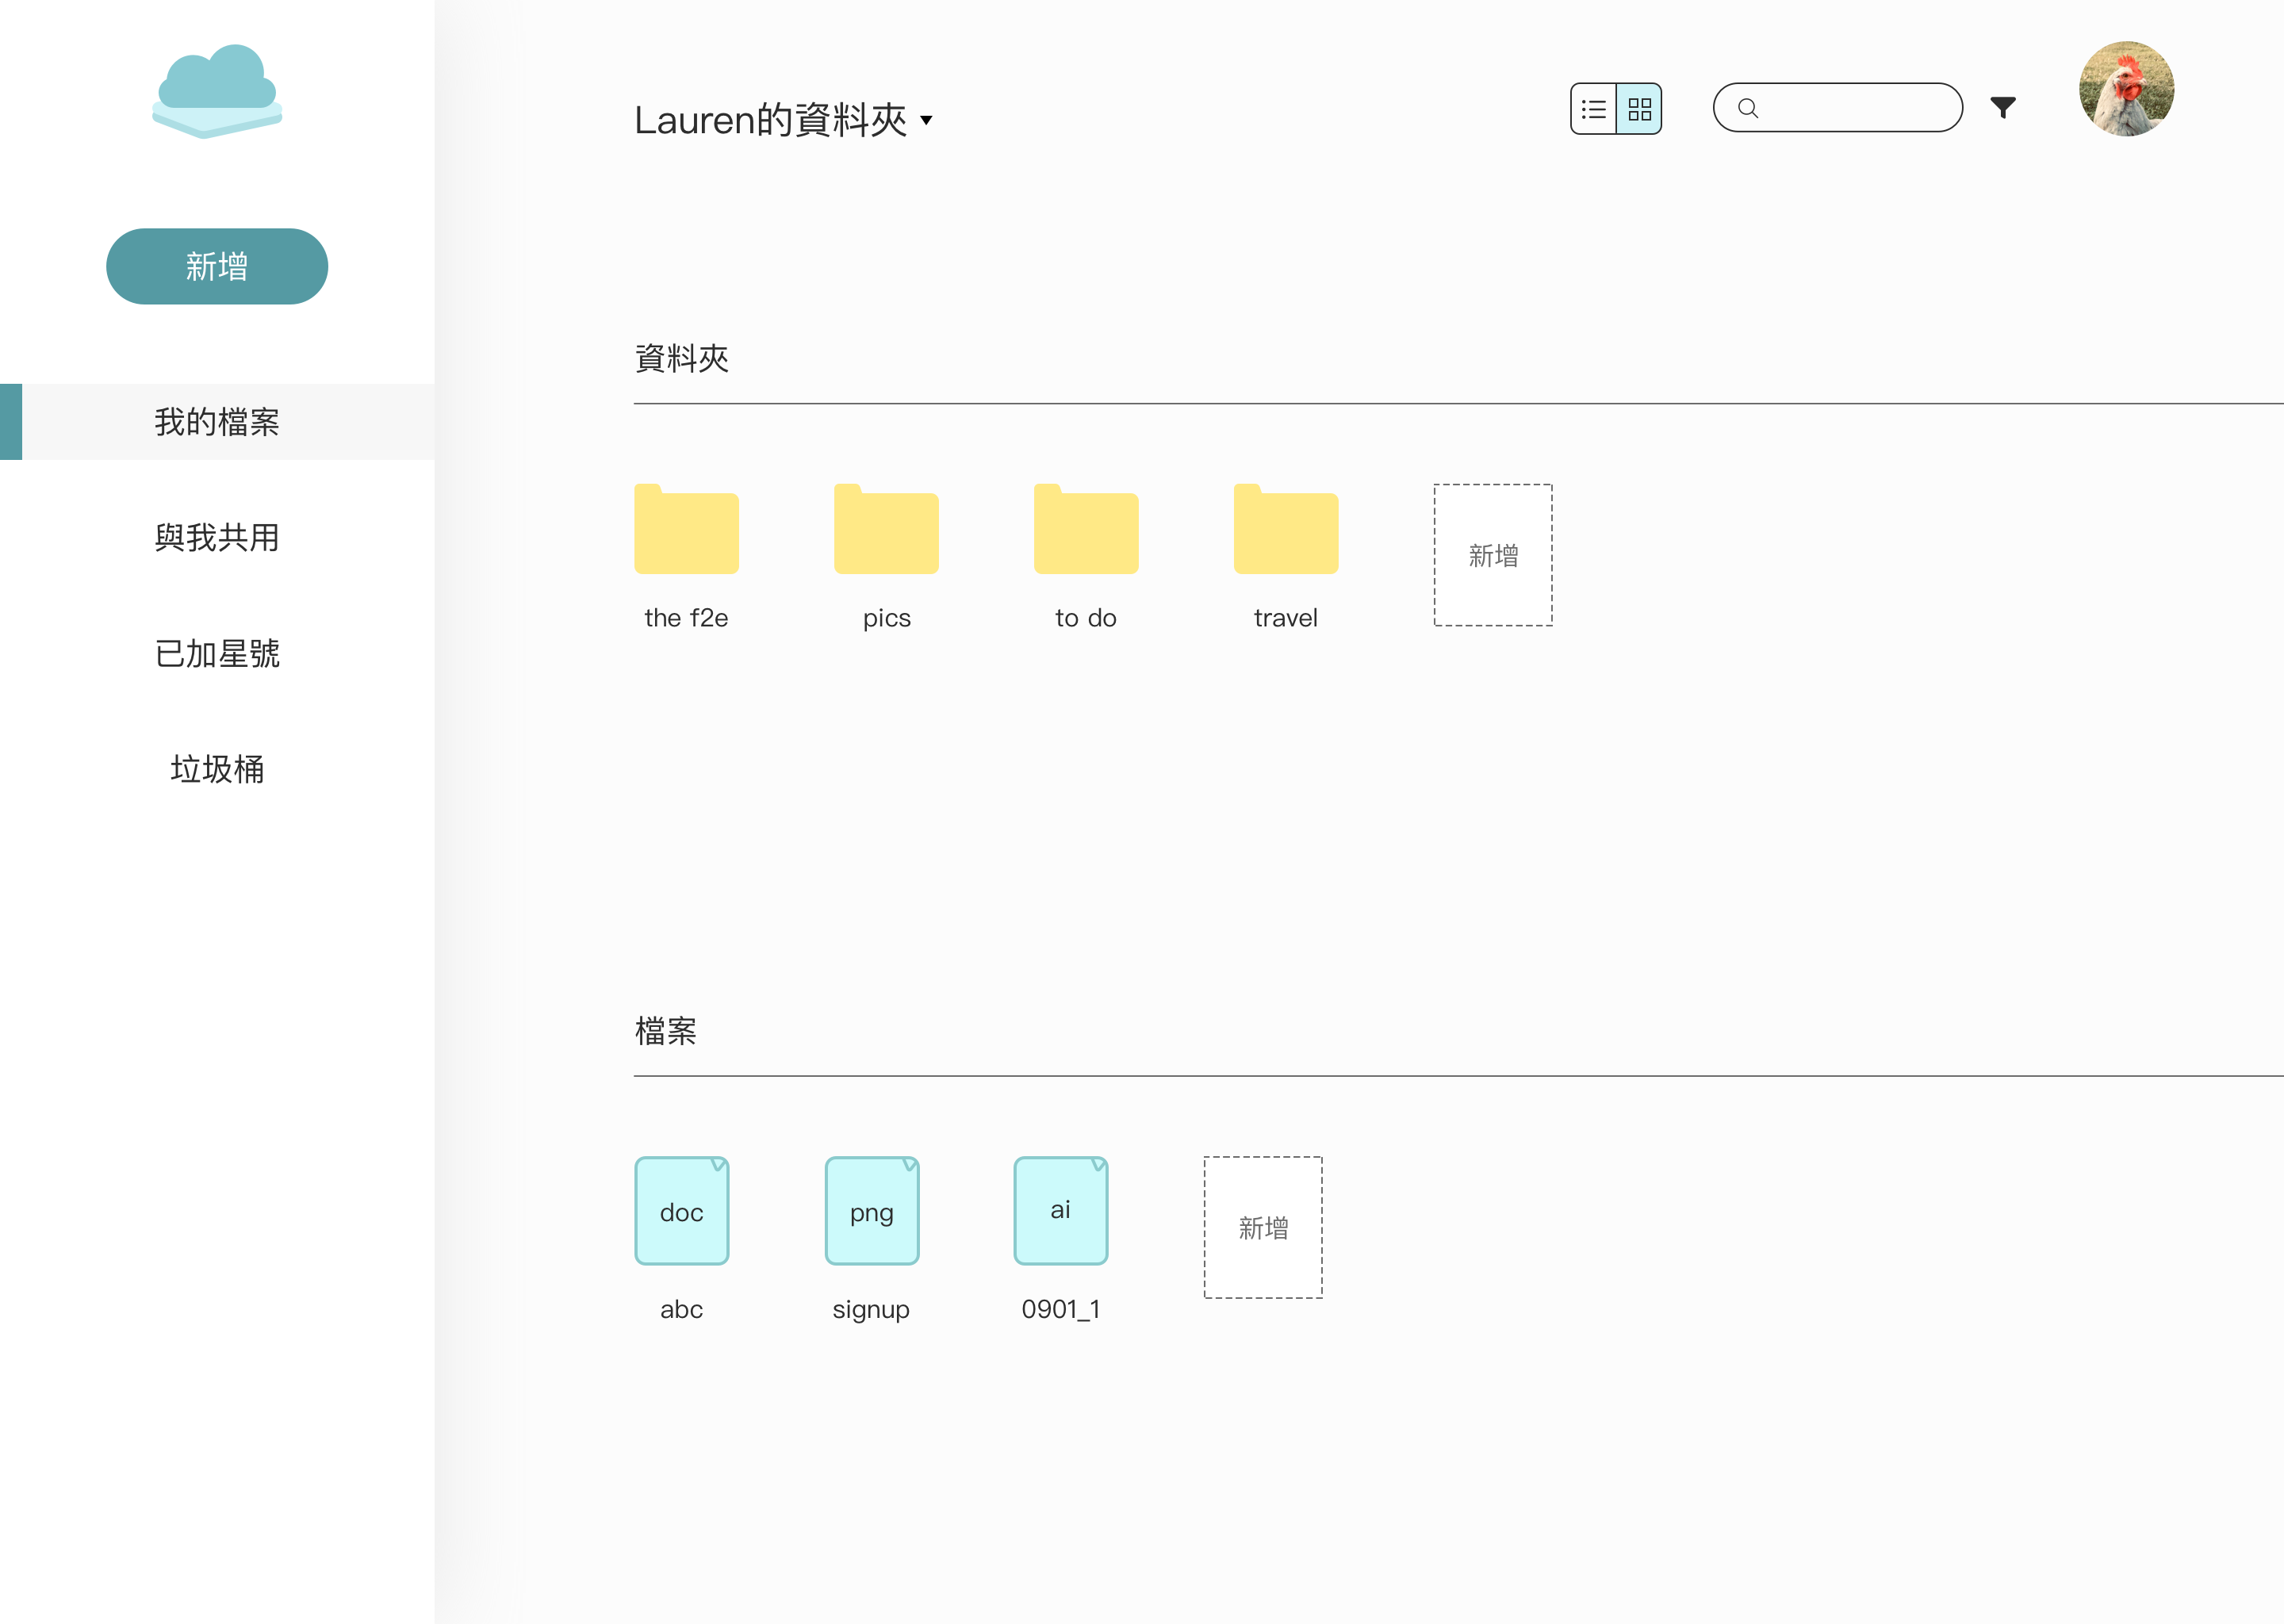 新增
我的檔案
與我共用
已加星號
垃圾桶
Lauren的資料夾
資料夾
the f2e
pics
to do
travel
新增
檔案
doc
png
ai
新增
abc
signup
0901_1